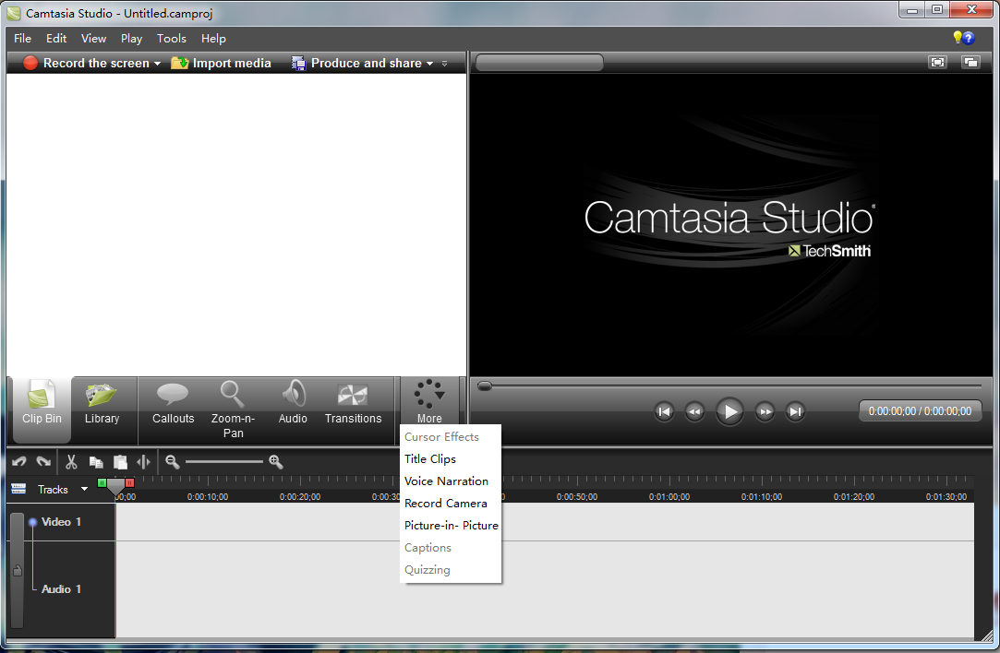 Camtasia Studio - Untitled.camproj
File Edit View Play Tools Help
Record the screen Import media Produce and share
Camtasia Studio®
TechSmith
Clip Bin Library Callouts Zoom-n-Pan Audio Transitions More
0:00:00;00 / 0:00:00;00
Cursor Effects
Title Clips
Voice Narration
Record Camera
Picture-in- Picture
Captions
Quizzing
Tracks
00;00 0:00:10;00 0:00:20;00 0:00:30 0 0:00:50;00 0:01:00;00 0:01:10;00 0:01:20;00 0:01:30;00
Video 1
Audio 1